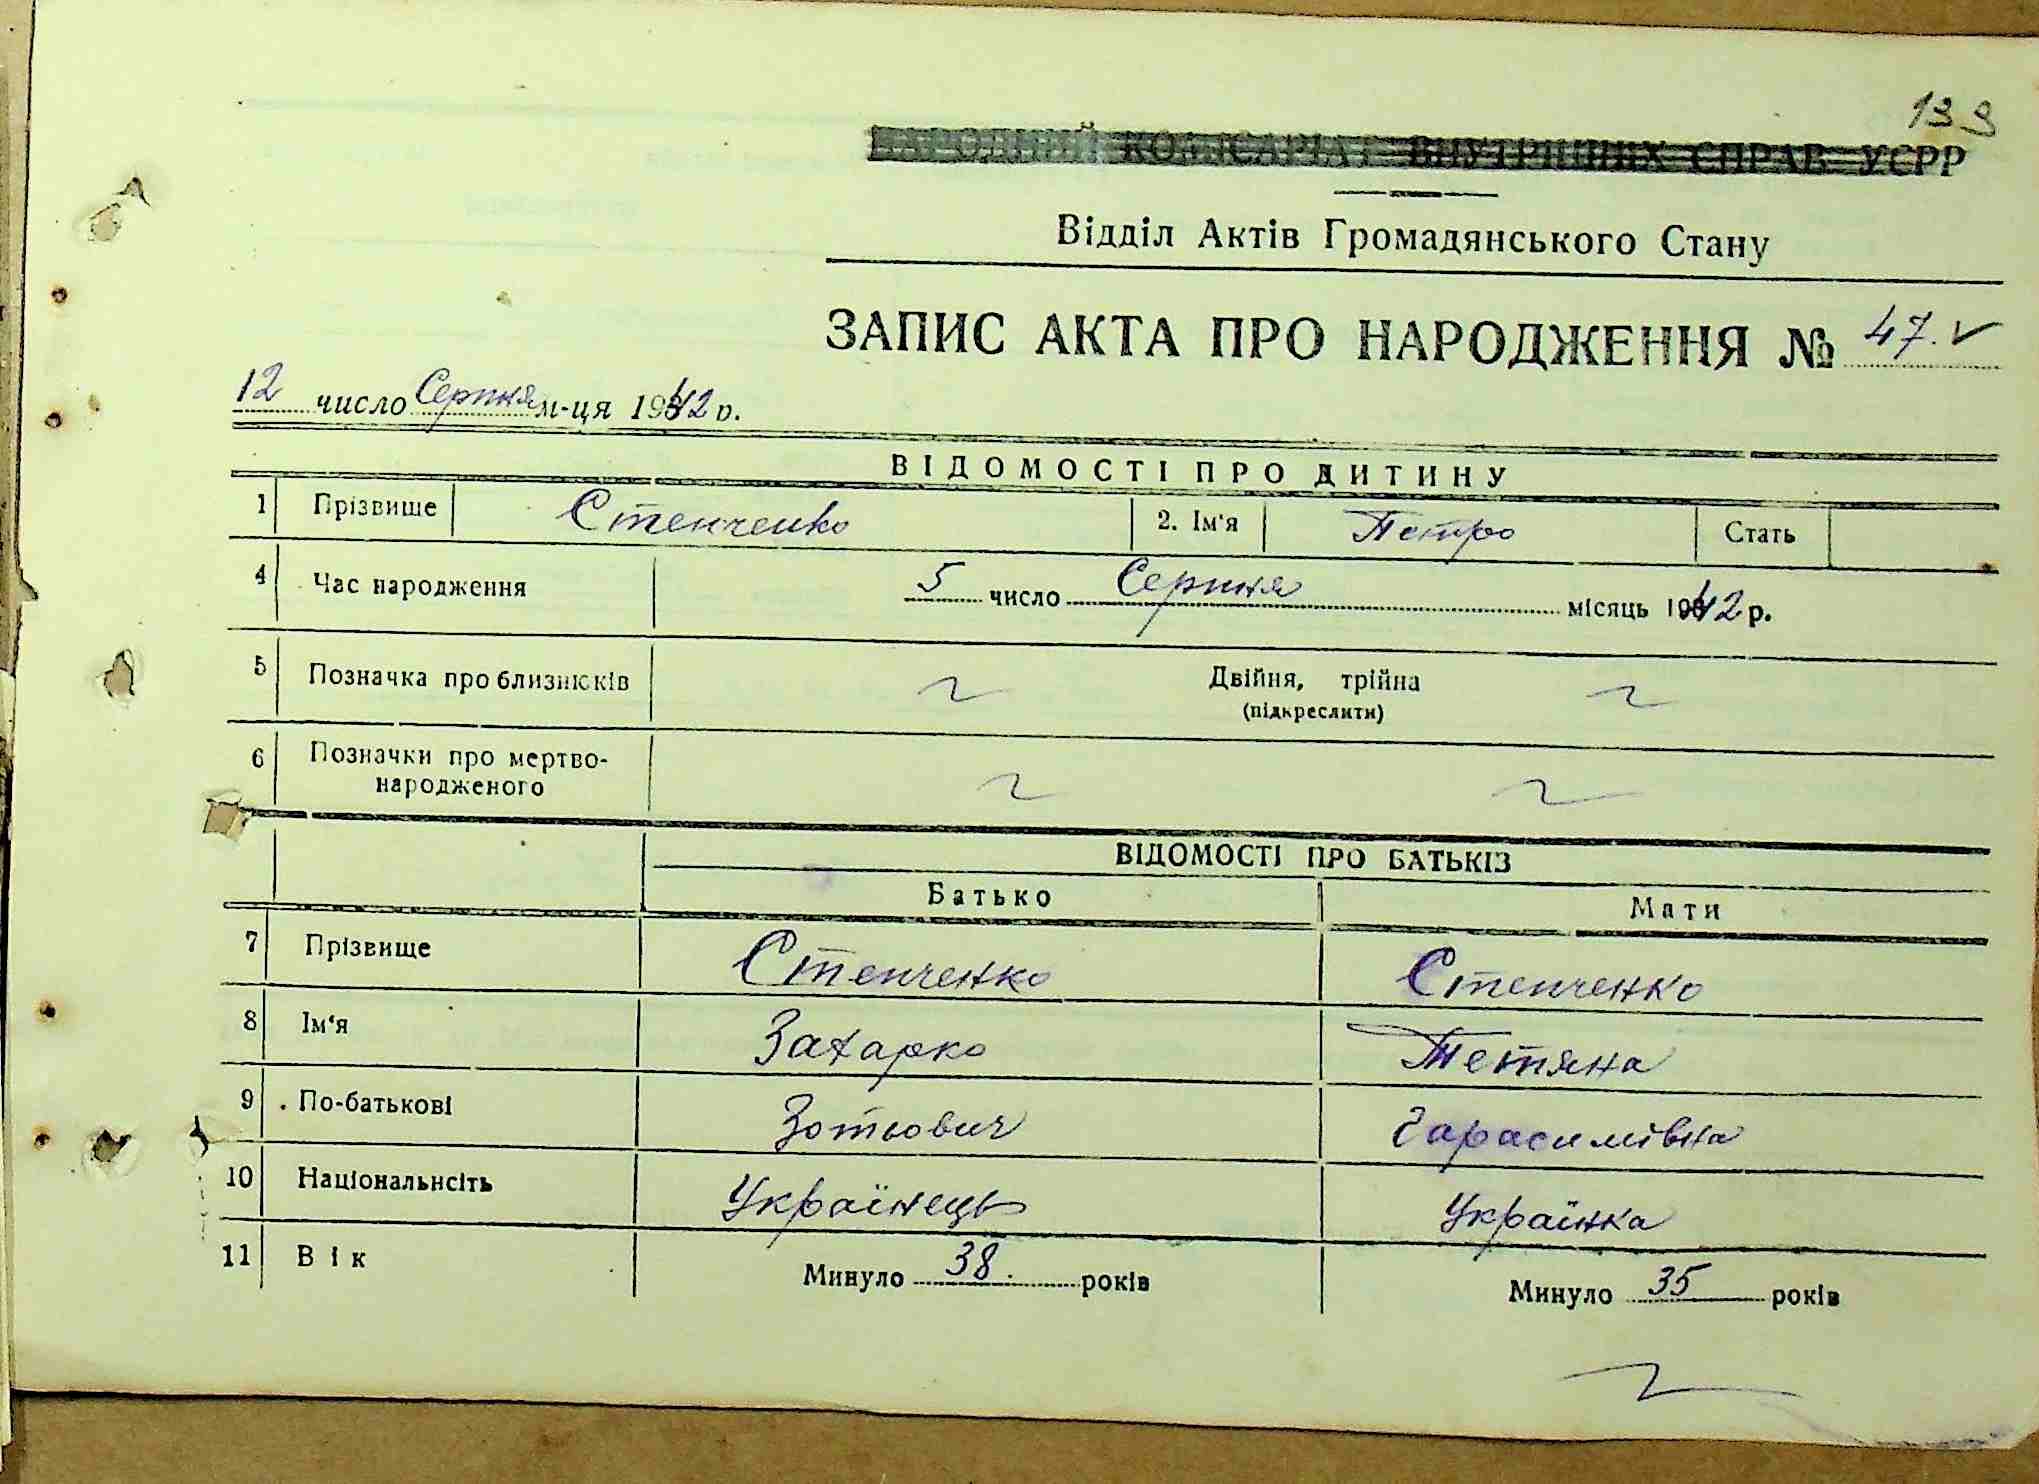 139
НАРОДНИЙ КОМІСАРІАТ ВНУТРІШНІХ СПРАВ УСРР
Відділ Актів Громадянського Стану
ЗАПИС АКТА ПРО НАРОДЖЕННЯ № 47.
12 число Серпня м-ця 1942 р.
ВІДОМОСТІ ПРО ДИТИНУ
1 Прізвище Стенченко 2. Ім'я Петро Стать
4 Час народження 5 число Серпня місяць 1942 р.
5 Позначка про близнюків Двійня, трійна
(підкреслити)
6 Позначки про мертво-
народженого
ВІДОМОСТІ ПРО БАТЬКІВ
Батько Мати
7 Прізвище Стенченко Стенченко
8 Ім'я Захарко Тетяна
9 По-батькові Зотьович Гарасимівна
10 Національнсіть Українець Українка
11 Вік Минуло 38. років Минуло 35 років